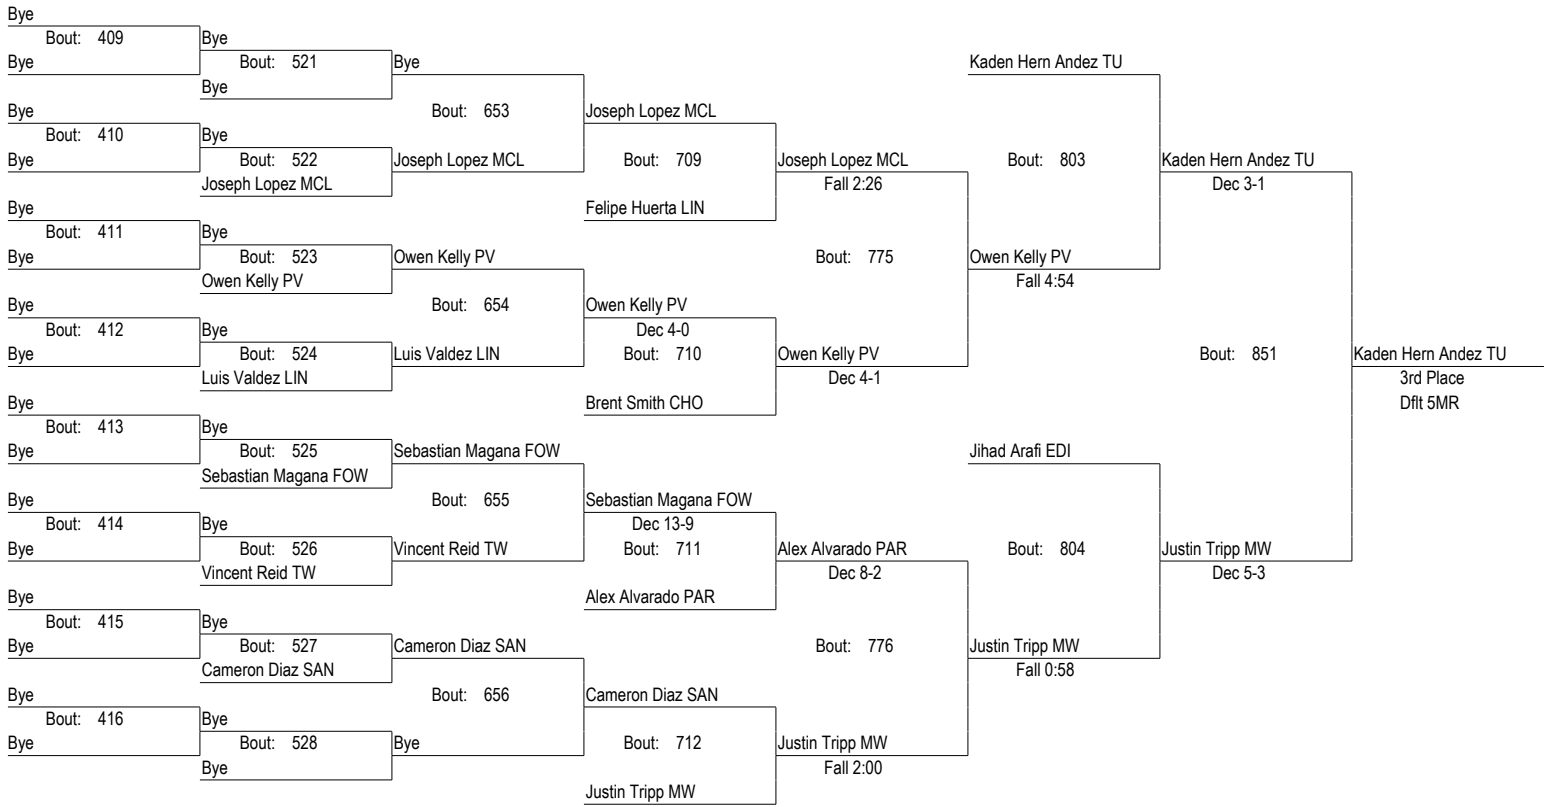 Bye
Bout: 409 Bye
Bye Bout: 521 Bye Kaden Hern Andez TU
Bye
Bye Bout: 653 Joseph Lopez MCL
Bout: 410 Bye
Bye Bout: 522 Joseph Lopez MCL Bout: 709 Joseph Lopez MCL Bout: 803 Kaden Hern Andez TU
Joseph Lopez MCL Fall 2:26 Dec 3-1
Bye Felipe Huerta LIN
Bout: 411 Bye
Bye Bout: 523 Owen Kelly PV Bout: 775 Owen Kelly PV
Owen Kelly PV Fall 4:54
Bye Bout: 654 Owen Kelly PV
Bout: 412 Bye Dec 4-0
Bye Bout: 524 Luis Valdez LIN Bout: 710 Owen Kelly PV Bout: 851 Kaden Hern Andez TU
Luis Valdez LIN Dec 4-1 3rd Place
Bye Brent Smith CHO Dflt 5MR
Bout: 413 Bye
Bye Bout: 525 Sebastian Magana FOW Jihad Arafi EDI
Sebastian Magana FOW
Bye Bout: 655 Sebastian Magana FOW
Bout: 414 Bye Dec 13-9
Bye Bout: 526 Vincent Reid TW Bout: 711 Alex Alvarado PAR Bout: 804 Justin Tripp MW
Vincent Reid TW Dec 8-2 Dec 5-3
Bye Alex Alvarado PAR
Bout: 415 Bye
Bye Bout: 527 Cameron Diaz SAN Bout: 776 Justin Tripp MW
Cameron Diaz SAN Fall 0:58
Bye Bout: 656 Cameron Diaz SAN
Bout: 416 Bye
Bye Bout: 528 Bye Bout: 712 Justin Tripp MW
Bye Fall 2:00
Justin Tripp MW